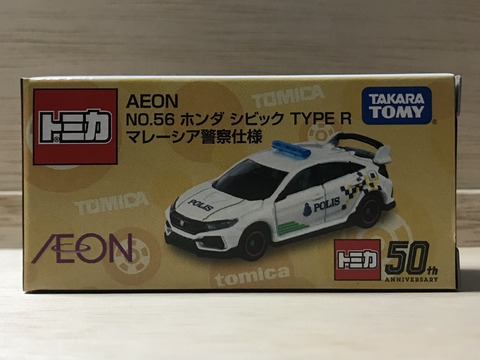 トミカ
AEON
NO.56 ホンダ シビック TYPE R
マレーシア警察仕様
TAKARA
TOMY
TOMICA
TOMICA
POLIS
POLIS
ÆON
tomica
トミカ
50th
ANNIVERSARY